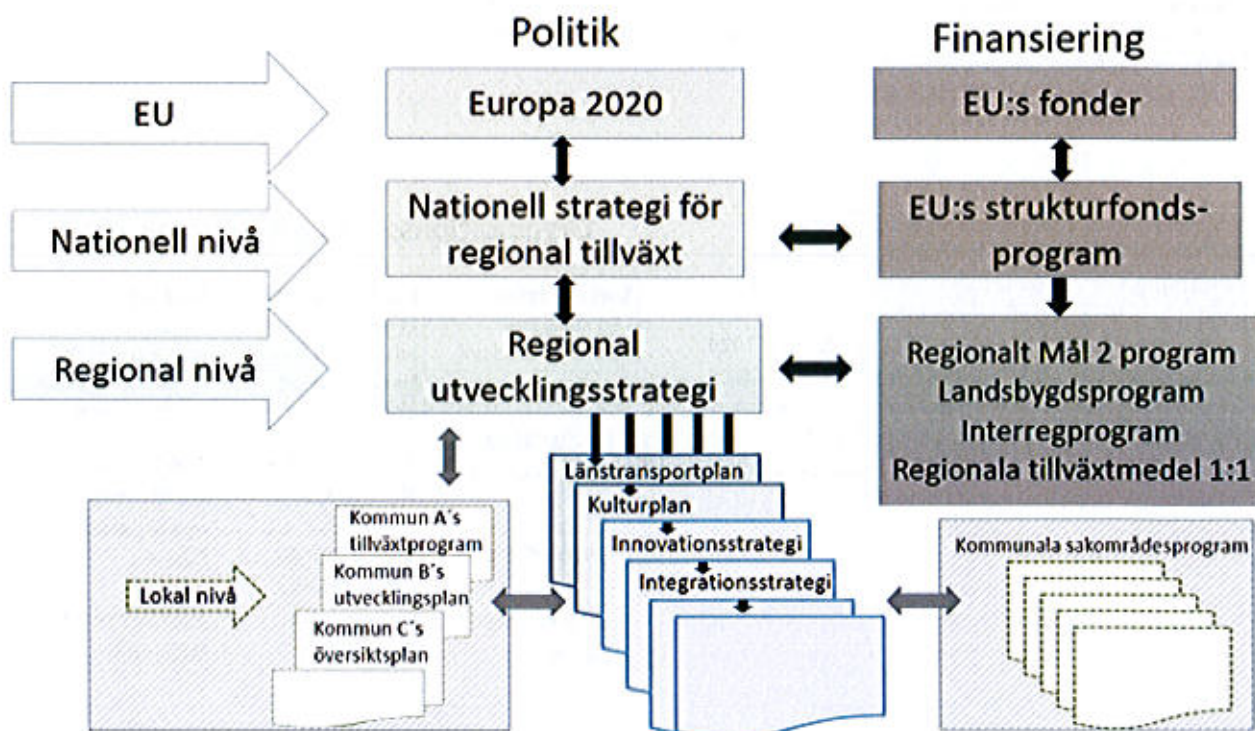 Politik
Finansiering
EU
Europa 2020
EU:s fonder
Nationell nivå
Nationell strategi för
regional tillväxt
EU:s strukturfonds-
program
Regional nivå
Regional
utvecklingsstrategi
Regionalt Mål 2 program
Landsbygdsprogram
Interregprogram
Regionala tillväxtmedel 1:1
Länstransportplan
Kulturplan
Innovationsstrategi
Integrationsstrategi
Lokal nivå
Kommun A´s
tillväxtprogram
Kommun B´s
utvecklingsplan
Kommun C´s
översiktsplan
Kommunala sakområdesprogram